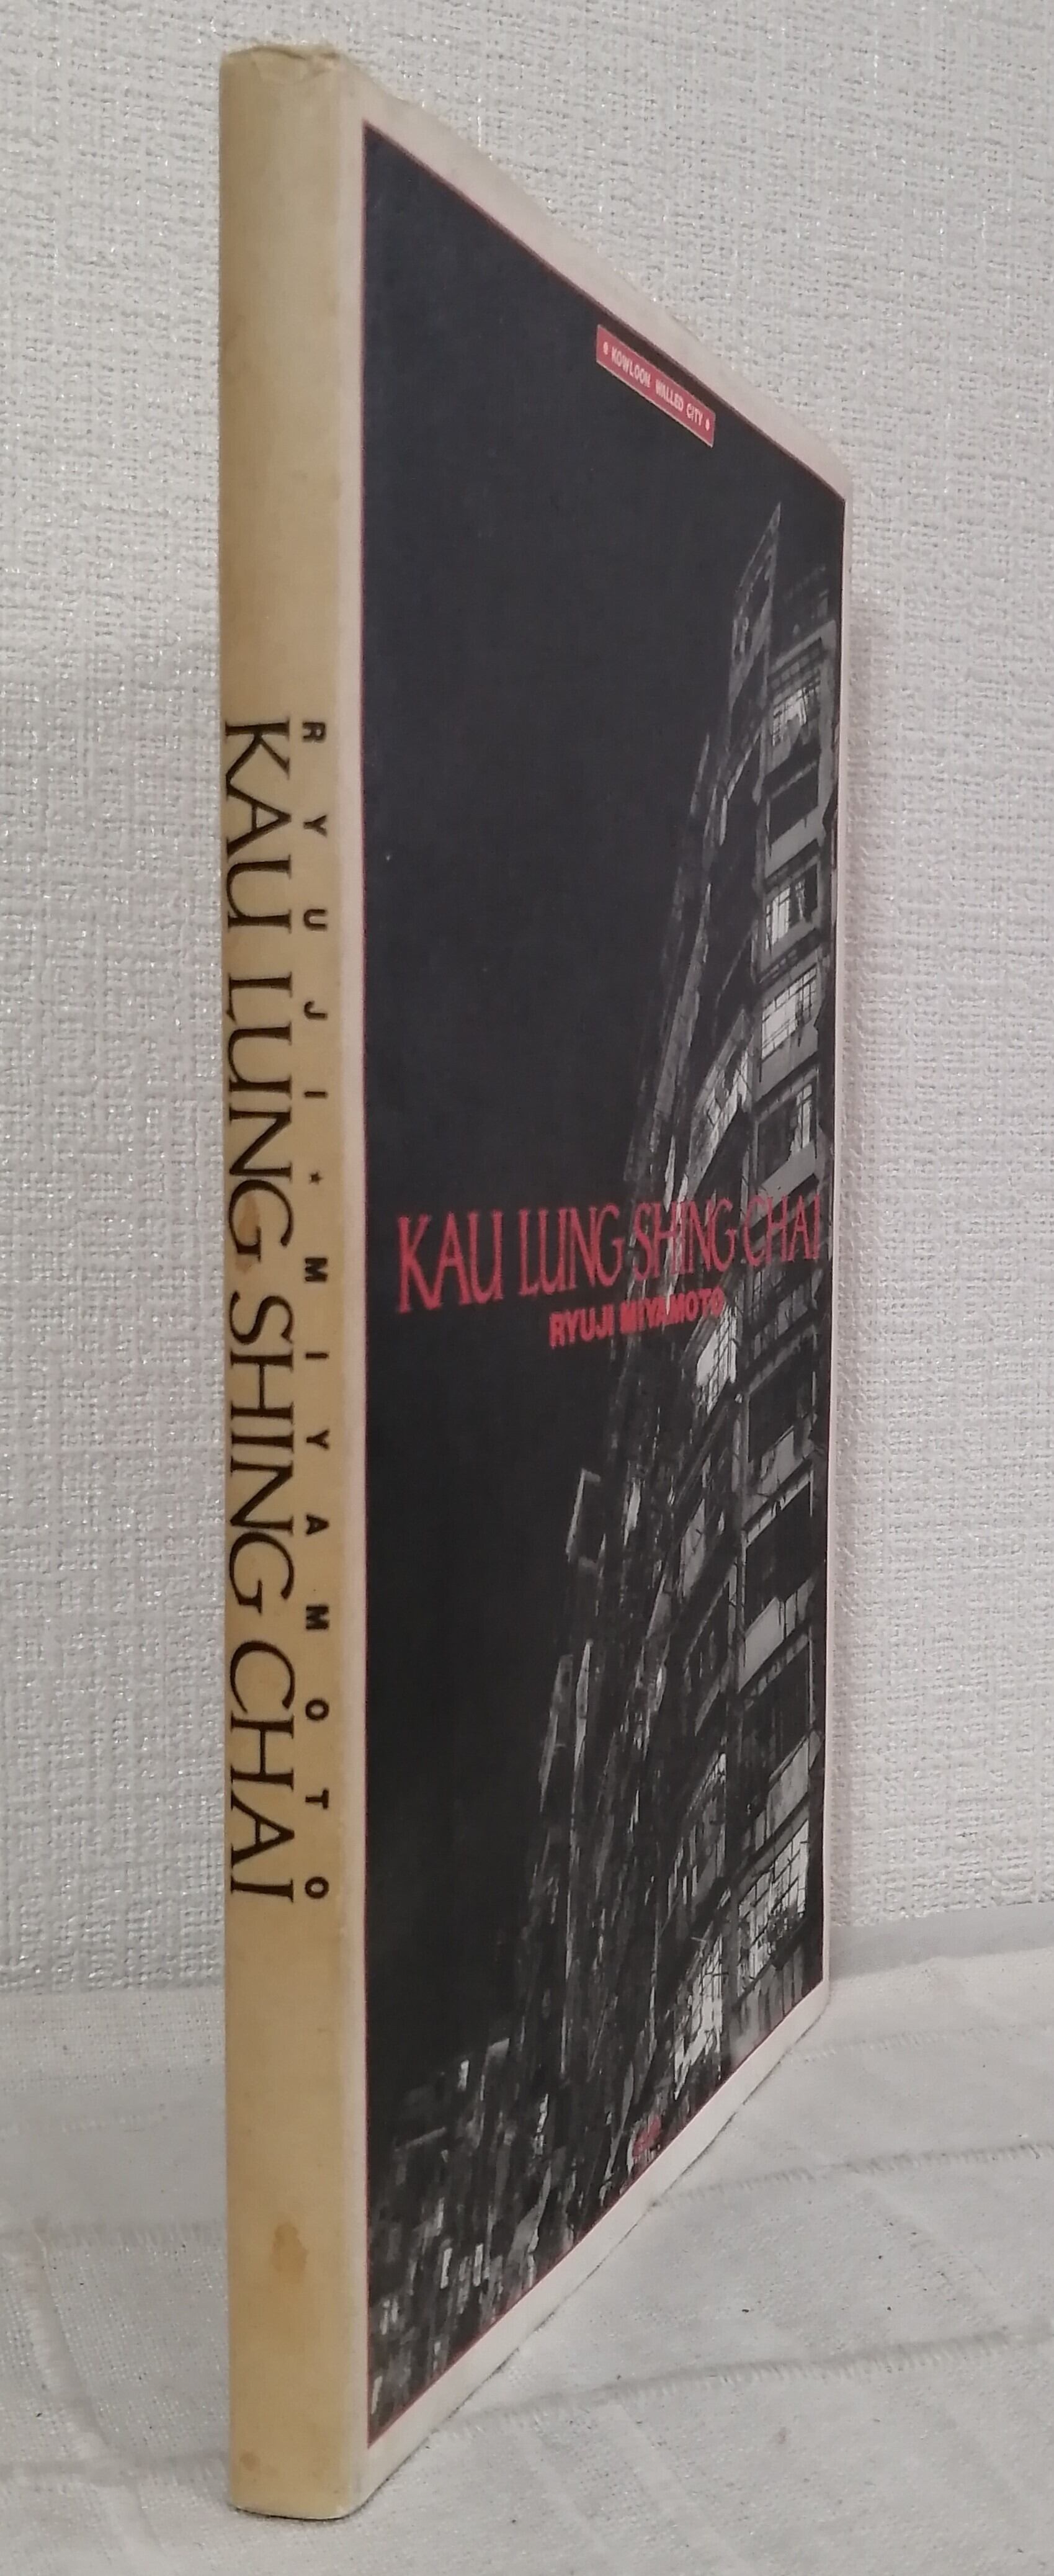 RYUJI★MIYAMOTO
KAU LUNG SHING CHAI
• KOWLOON WALLED CITY •
KAU LUNG SHING CHAI
RYUJI MIYAMOTO